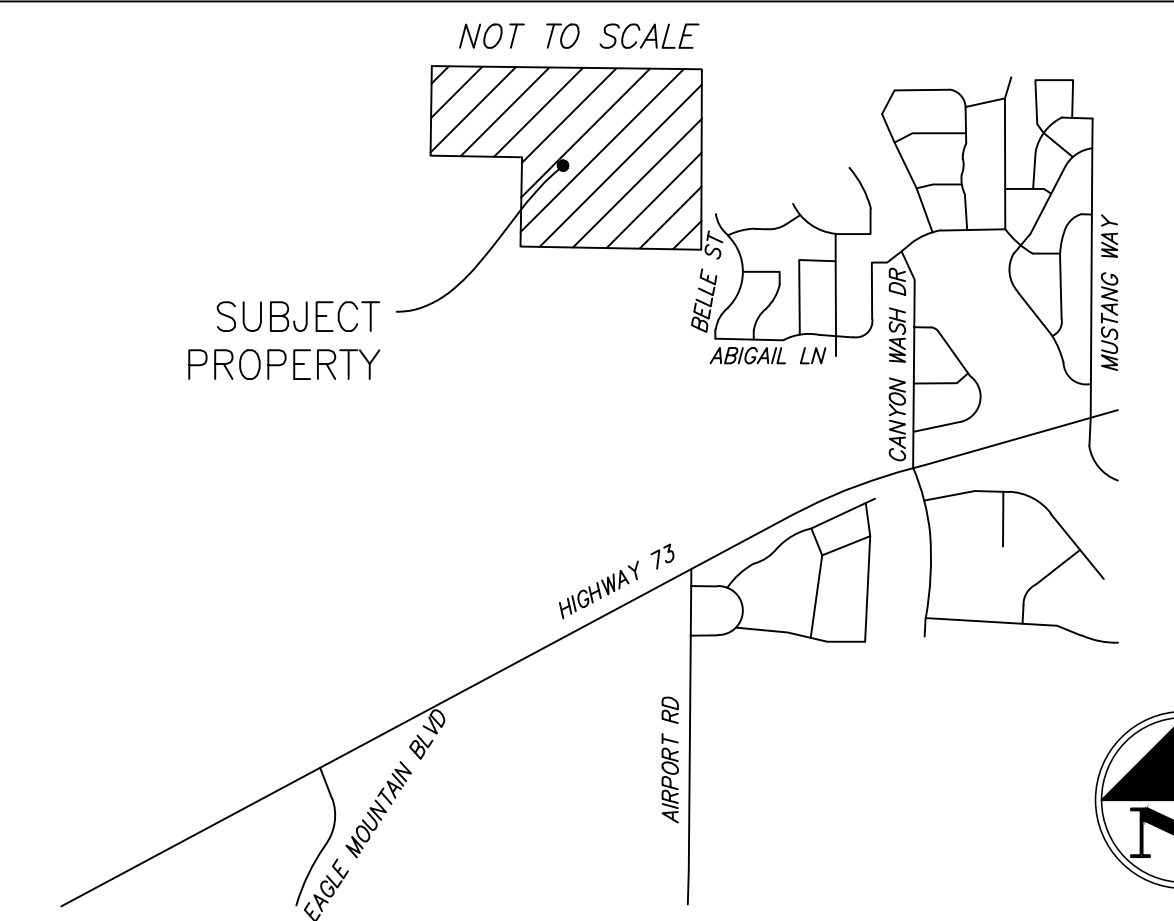 NOT TO SCALE
SUBJECT
PROPERTY
BELLE ST
ABIGAIL LN
CANYON WASH DR
MUSTANG WAY
HIGHWAY 73
AIRPORT RD
EAGLE MOUNTAIN BLVD
N